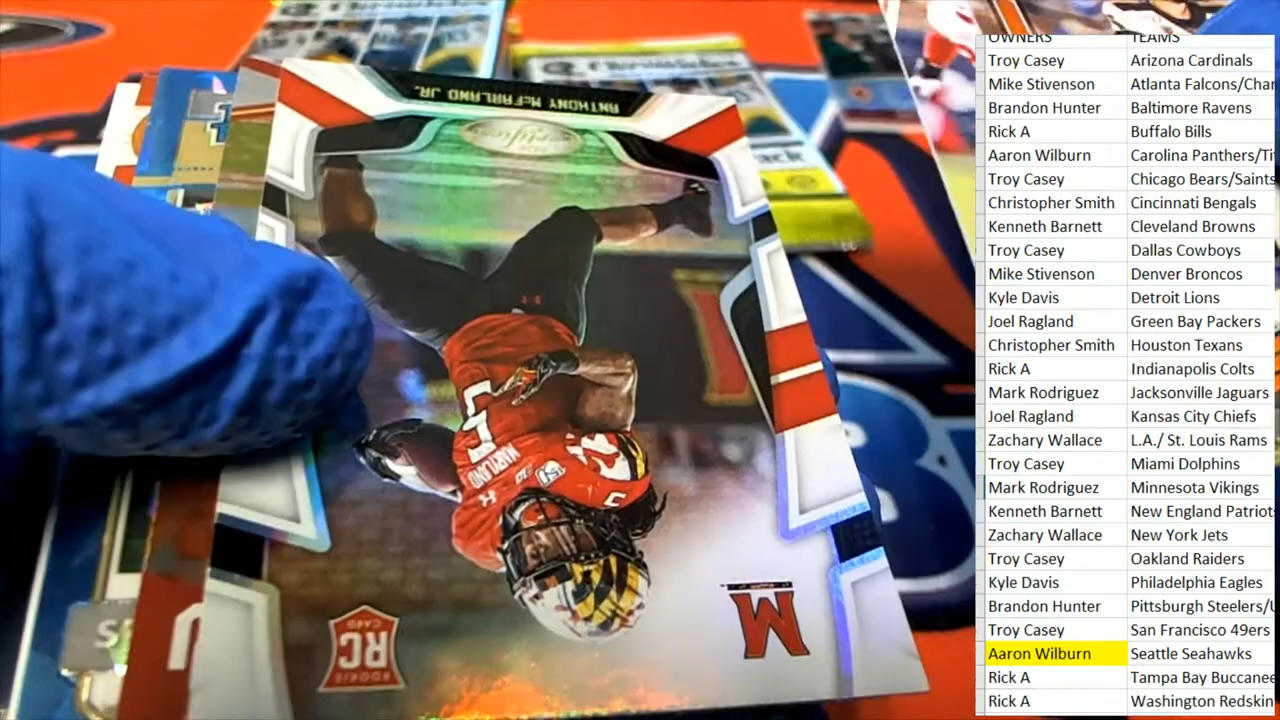 OWNERS TEAMS
Troy Casey Arizona Cardinals
Mike Stivenson Atlanta Falcons/Char
Brandon Hunter Baltimore Ravens
Rick A Buffalo Bills
Aaron Wilburn Carolina Panthers/Ti
Troy Casey Chicago Bears/Saints
Christopher Smith Cincinnati Bengals
Kenneth Barnett Cleveland Browns
Troy Casey Dallas Cowboys
Mike Stivenson Denver Broncos
Kyle Davis Detroit Lions
Joel Ragland Green Bay Packers
Christopher Smith Houston Texans
Rick A Indianapolis Colts
Mark Rodriguez Jacksonville Jaguars
Joel Ragland Kansas City Chiefs
Zachary Wallace L.A./ St. Louis Rams
Troy Casey Miami Dolphins
Mark Rodriguez Minnesota Vikings
Kenneth Barnett New England Patriot
Zachary Wallace New York Jets
Troy Casey Oakland Raiders
Kyle Davis Philadelphia Eagles
Brandon Hunter Pittsburgh Steelers/U
Troy Casey San Francisco 49ers
Aaron Wilburn Seattle Seahawks
Rick A Tampa Bay Buccanee
Rick A Washington Redskin
ANTHONY McFARLAND JR.
MARYLAND
5
M
ROOKIE
RC
CARD